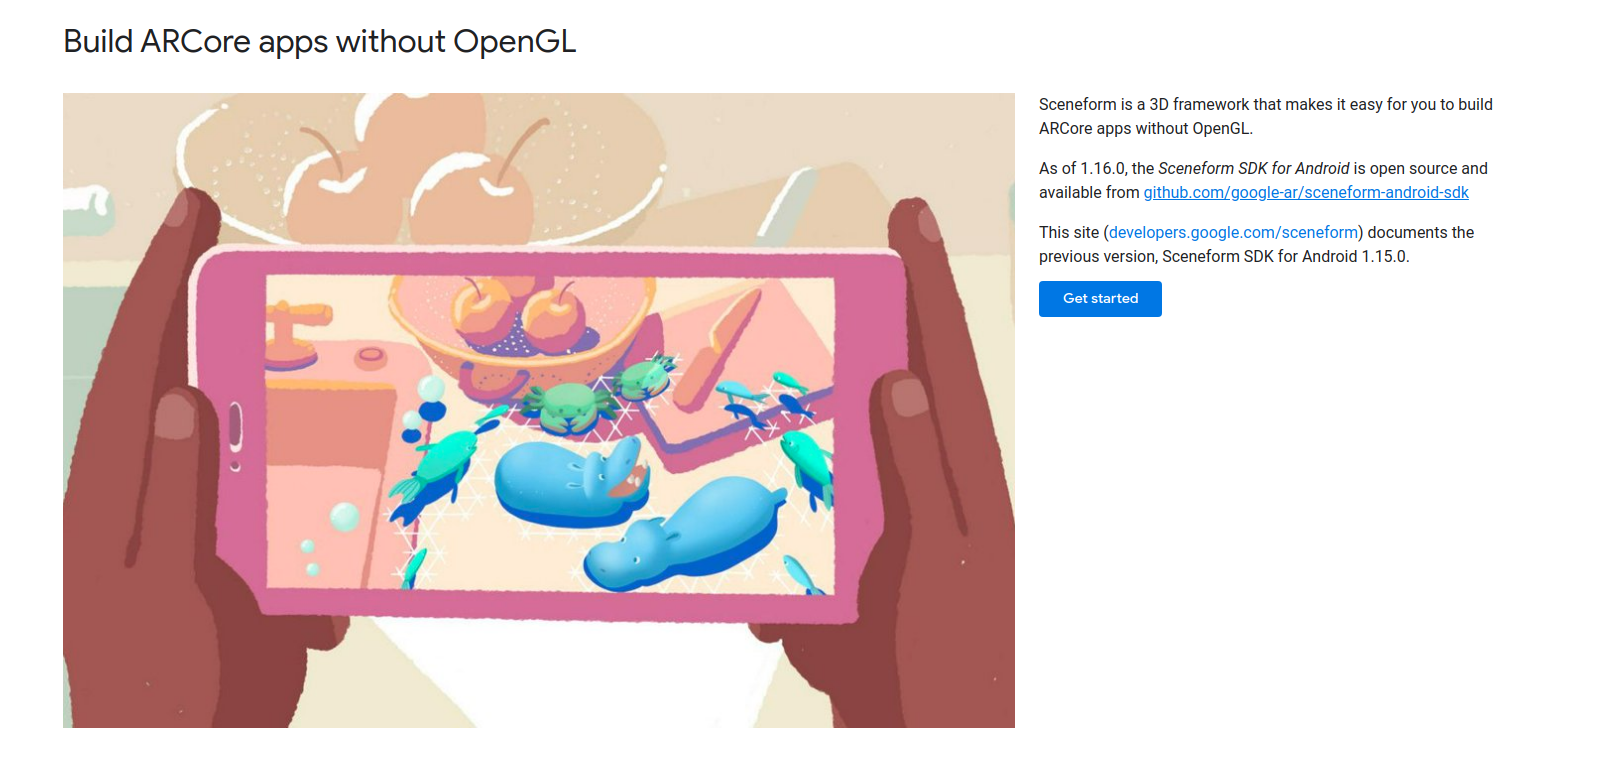 Build ARCore apps without OpenGL
Sceneform is a 3D framework that makes it easy for you to build
ARCore apps without OpenGL.
As of 1.16.0, the Sceneform SDK for Android is open source and
available from github.com/google-ar/sceneform-android-sdk
This site (developers.google.com/sceneform) documents the
previous version, Sceneform SDK for Android 1.15.0.
Get started